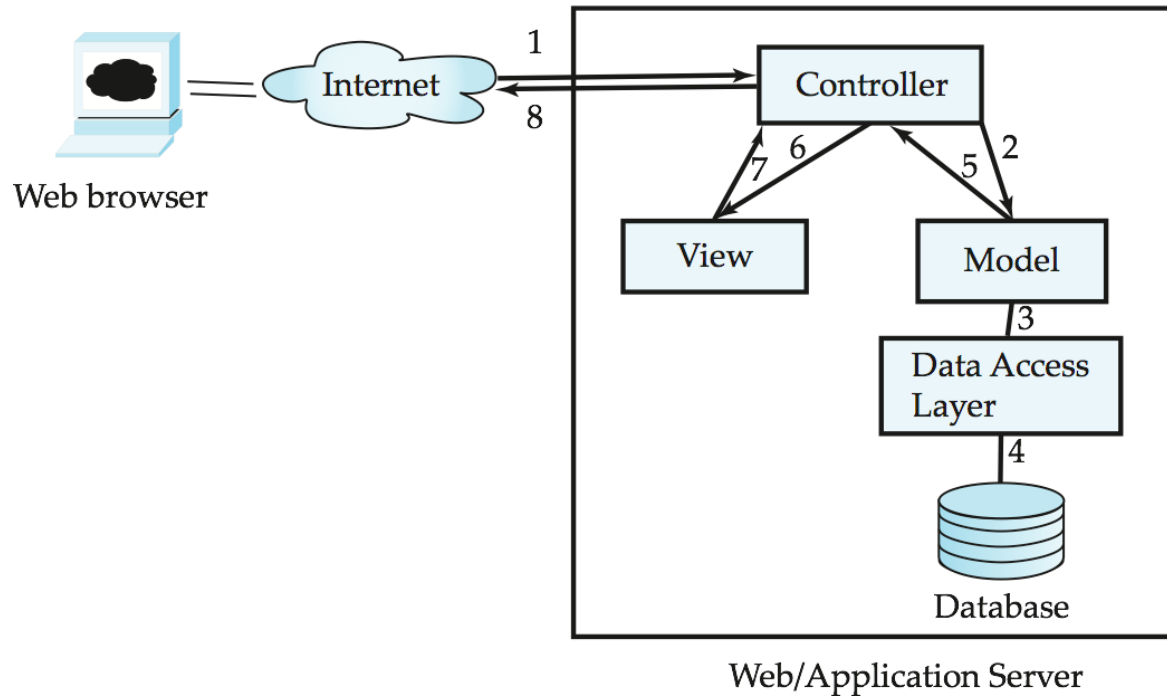 1
Internet
Controller
8
Web browser
7
6
5
2
View
Model
3
Data Access
Layer
4
Database
Web/Application Server